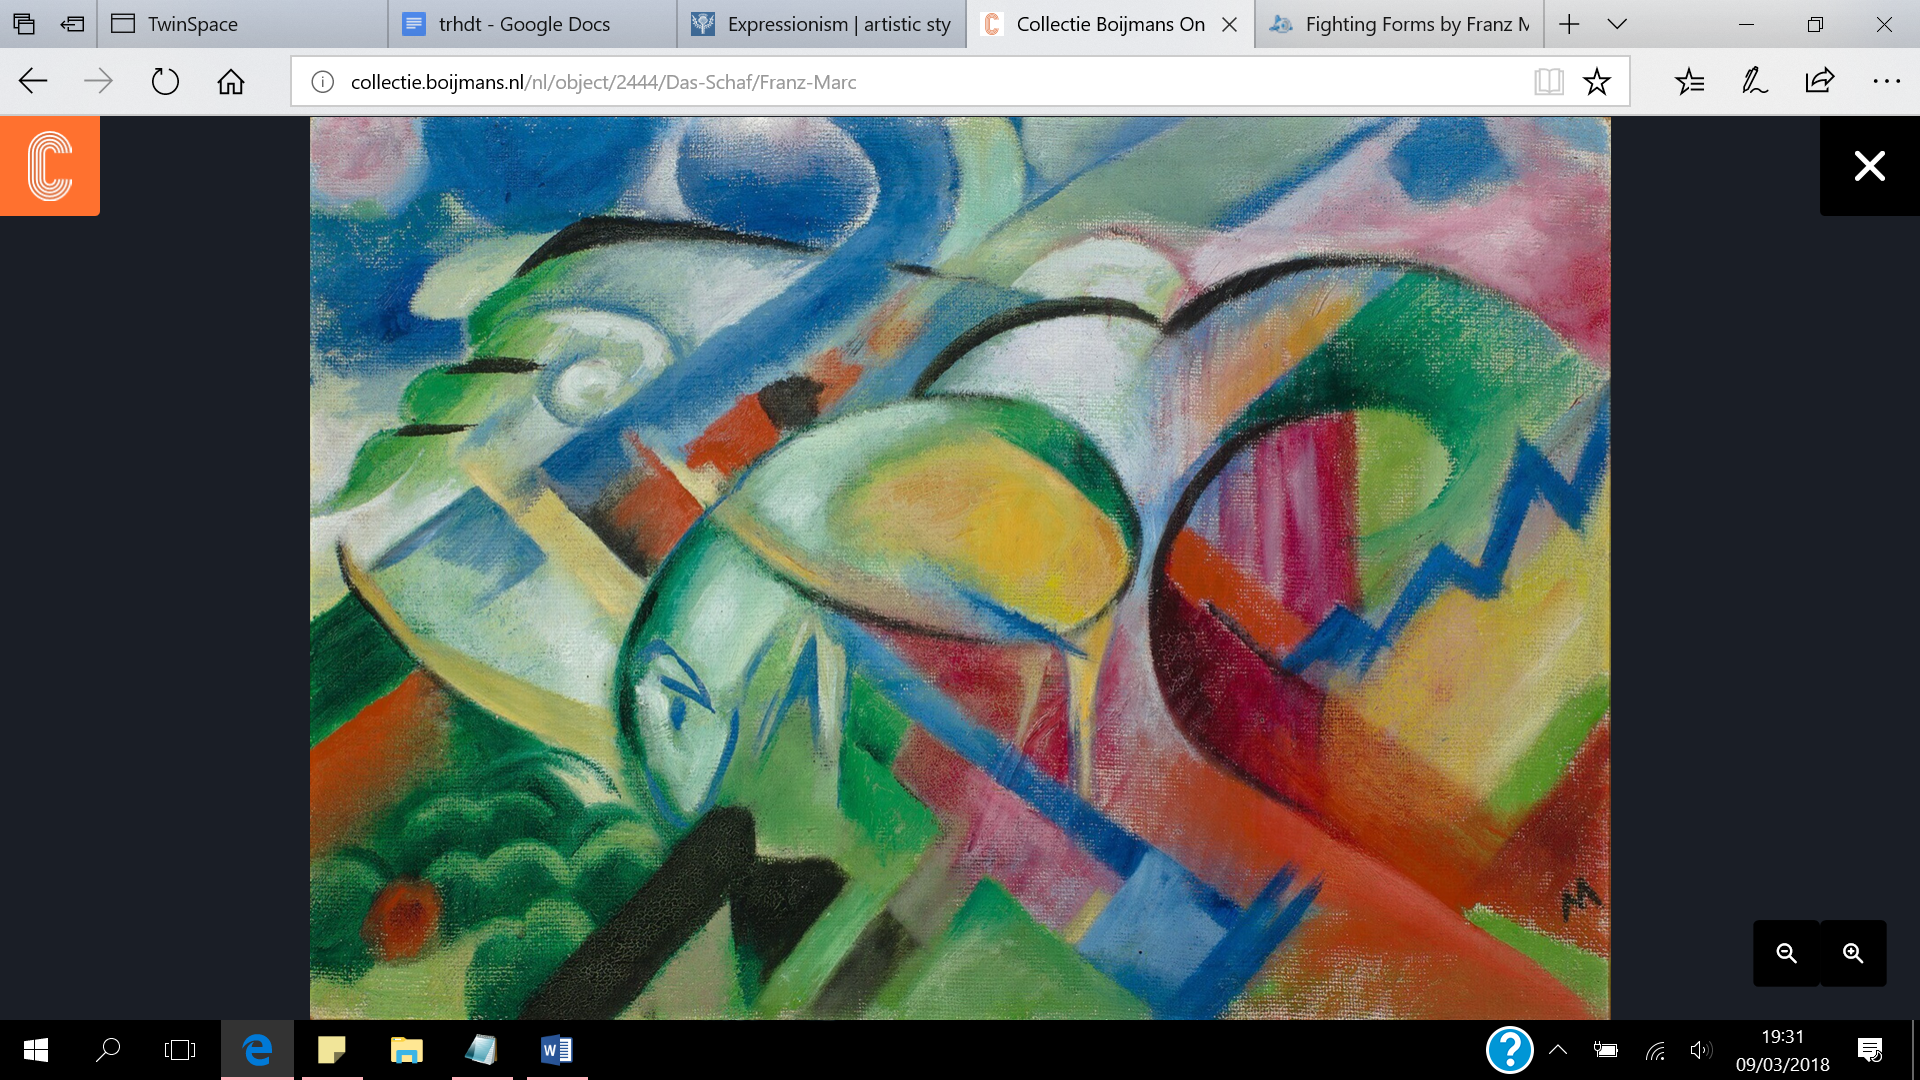 TwinSpace
trhdt - Google Docs
Expressionism | artistic sty
Collectie Boijmans On
Fighting Forms by Franz M
collectie.boijmans.nl/nl/object/2444/Das-Schaf/Franz-Marc
C
M
19:31
09/03/2018